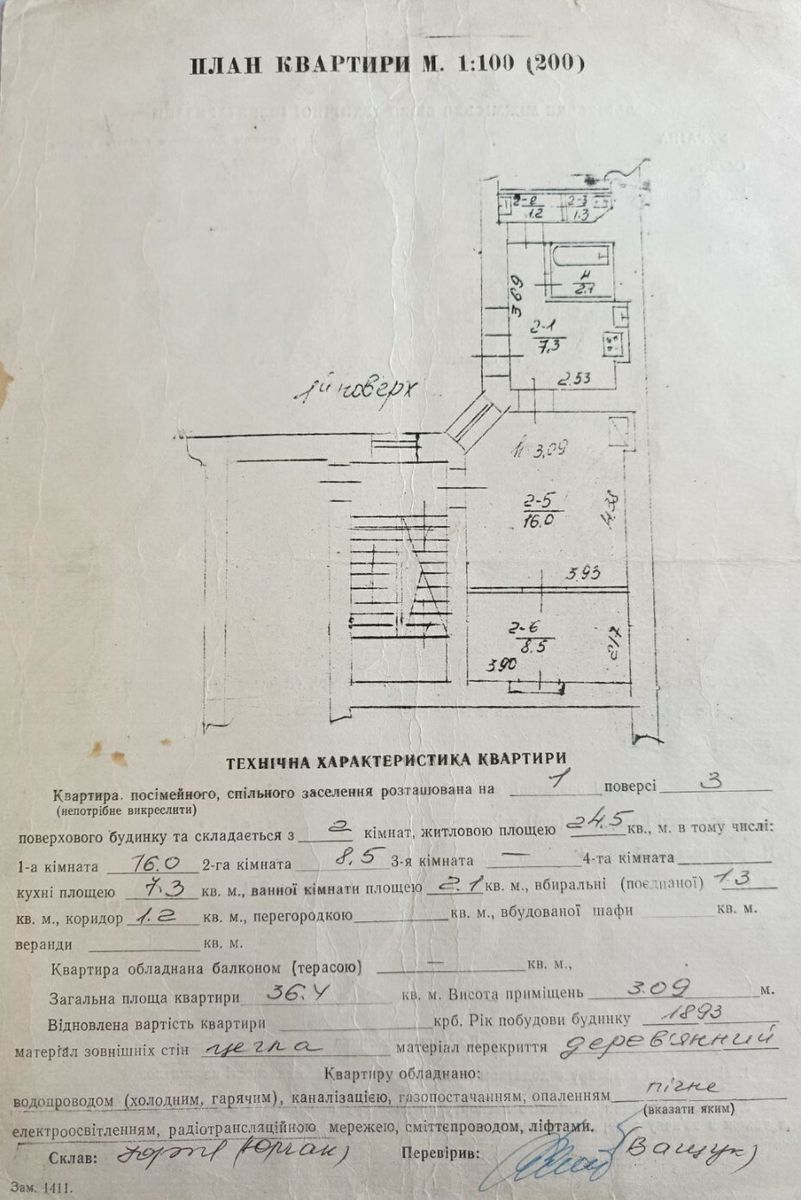 ПЛАН КВАРТИРИ М. 1:100 (200)
2-2
1.2
2-3
1.3
2.1
3.69
2-1
7,3
2.53
1й поверх
h 3,09
2-5
16.0
3.93
2-6
8.5
3.90
ТЕХНІЧНА ХАРАКТЕРИСТИКА КВАРТИРИ
Квартира посімейного, спільного заселення розташована на 1 поверсі 3
(непотрібне викреслити)
поверхового будинку та складається з 2 кімнат, житловою площею 24.5 кв., м. в тому числі:
1-а кімната 16.0 2-га кімната 8,5 3-я кімната — 4-та кімната
кухні площею 7.3 кв. м., ванної кімнати площею 2.1 кв. м., вбиральні (поєднаної) 1.3
кв. м., коридор 1.2 кв. м., перегородкою кв. м., вбудованої шафи кв. м.
веранди кв. м.
Квартира обладнана балконом (терасою) — кв. м.,
Загальна площа квартири 36.4 кв. м. Висота приміщень 3.09 м.
Відновлена вартість квартири крб. Рік побудови будинку 1893
матеріал зовнішніх стін цегла матеріал перекриття дерев'янний
Квартиру обладнано:
водопроводом (холодним, гарячим), каналізацією, газопостачанням, опаленням пічне
(вказати яким)
електроосвітленням, радіотрансляційною мережею, сміттєпроводом, ліфтами.
Склав: Перевірив: (Ващук)
Зам. 1411.